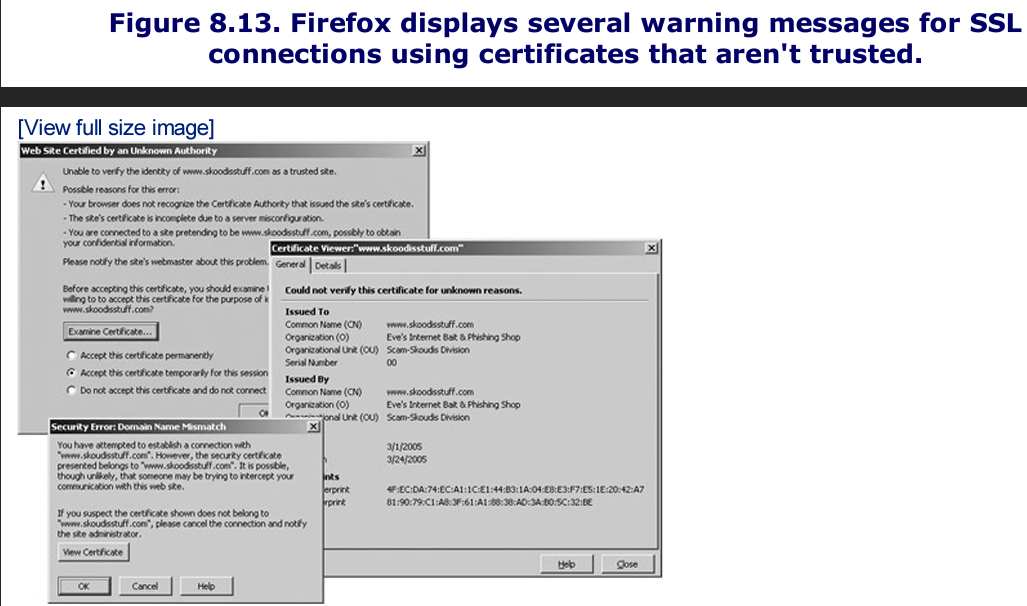 Figure 8.13. Firefox displays several warning messages for SSL
connections using certificates that aren't trusted.
[View full size image]
Web Site Certified by an Unknown Authority
Unable to verify the identity of www.skoodisstuff.com as a trusted site.
Possible reasons for this error:
- Your browser does not recognize the Certificate Authority that issued the site's certificate.
- The site's certificate is incomplete due to a server misconfiguration.
- You are connected to a site pretending to be www.skoodisstuff.com, possibly to obtain
your confidential information.
Please notify the site's webmaster about this problem.
Before accepting this certificate, you should examine
willing to to accept this certificate for the purpose of
www.skoodisstuff.com?
Examine Certificate...
Accept this certificate permanently
Accept this certificate temporarily for this session
Do not accept this certificate and do not connect
Certificate Viewer:"www.skoodisstuff.com"
General Details
Could not verify this certificate for unknown reasons.
Issued To
Common Name (CN) www.skoodisstuff.com
Organization (O) Eve's Internet Bait & Phishing Shop
Organizational Unit (OU) Scam-Skoudis Division
Serial Number 00
Issued By
Common Name (CN) www.skoodisstuff.com
Organization (O) Eve's Internet Bait & Phishing Shop
Unit (OU) Scam-Skoudis Division
3/1/2005
3/24/2005
4F:EC:DA:74:EC:A1:1C:E1:44:B3:1A:04:E8:E3:F7:E5:1E:20:42:A7
81:90:79:C1:A8:3F:61:A1:88:38:AD:3A:B0:5C:32:BE
Help Close
Security Error: Domain Name Mismatch
You have attempted to establish a connection with
"www.skoudisstuff.com". However, the security certificate
presented belongs to "www.skoodisstuff.com". It is possible,
though unlikely, that someone may be trying to intercept your
communication with this web site.
If you suspect the certificate shown does not belong to
"www.skoudisstuff.com", please cancel the connection and notify
the site administrator.
View Certificate
OK Cancel Help